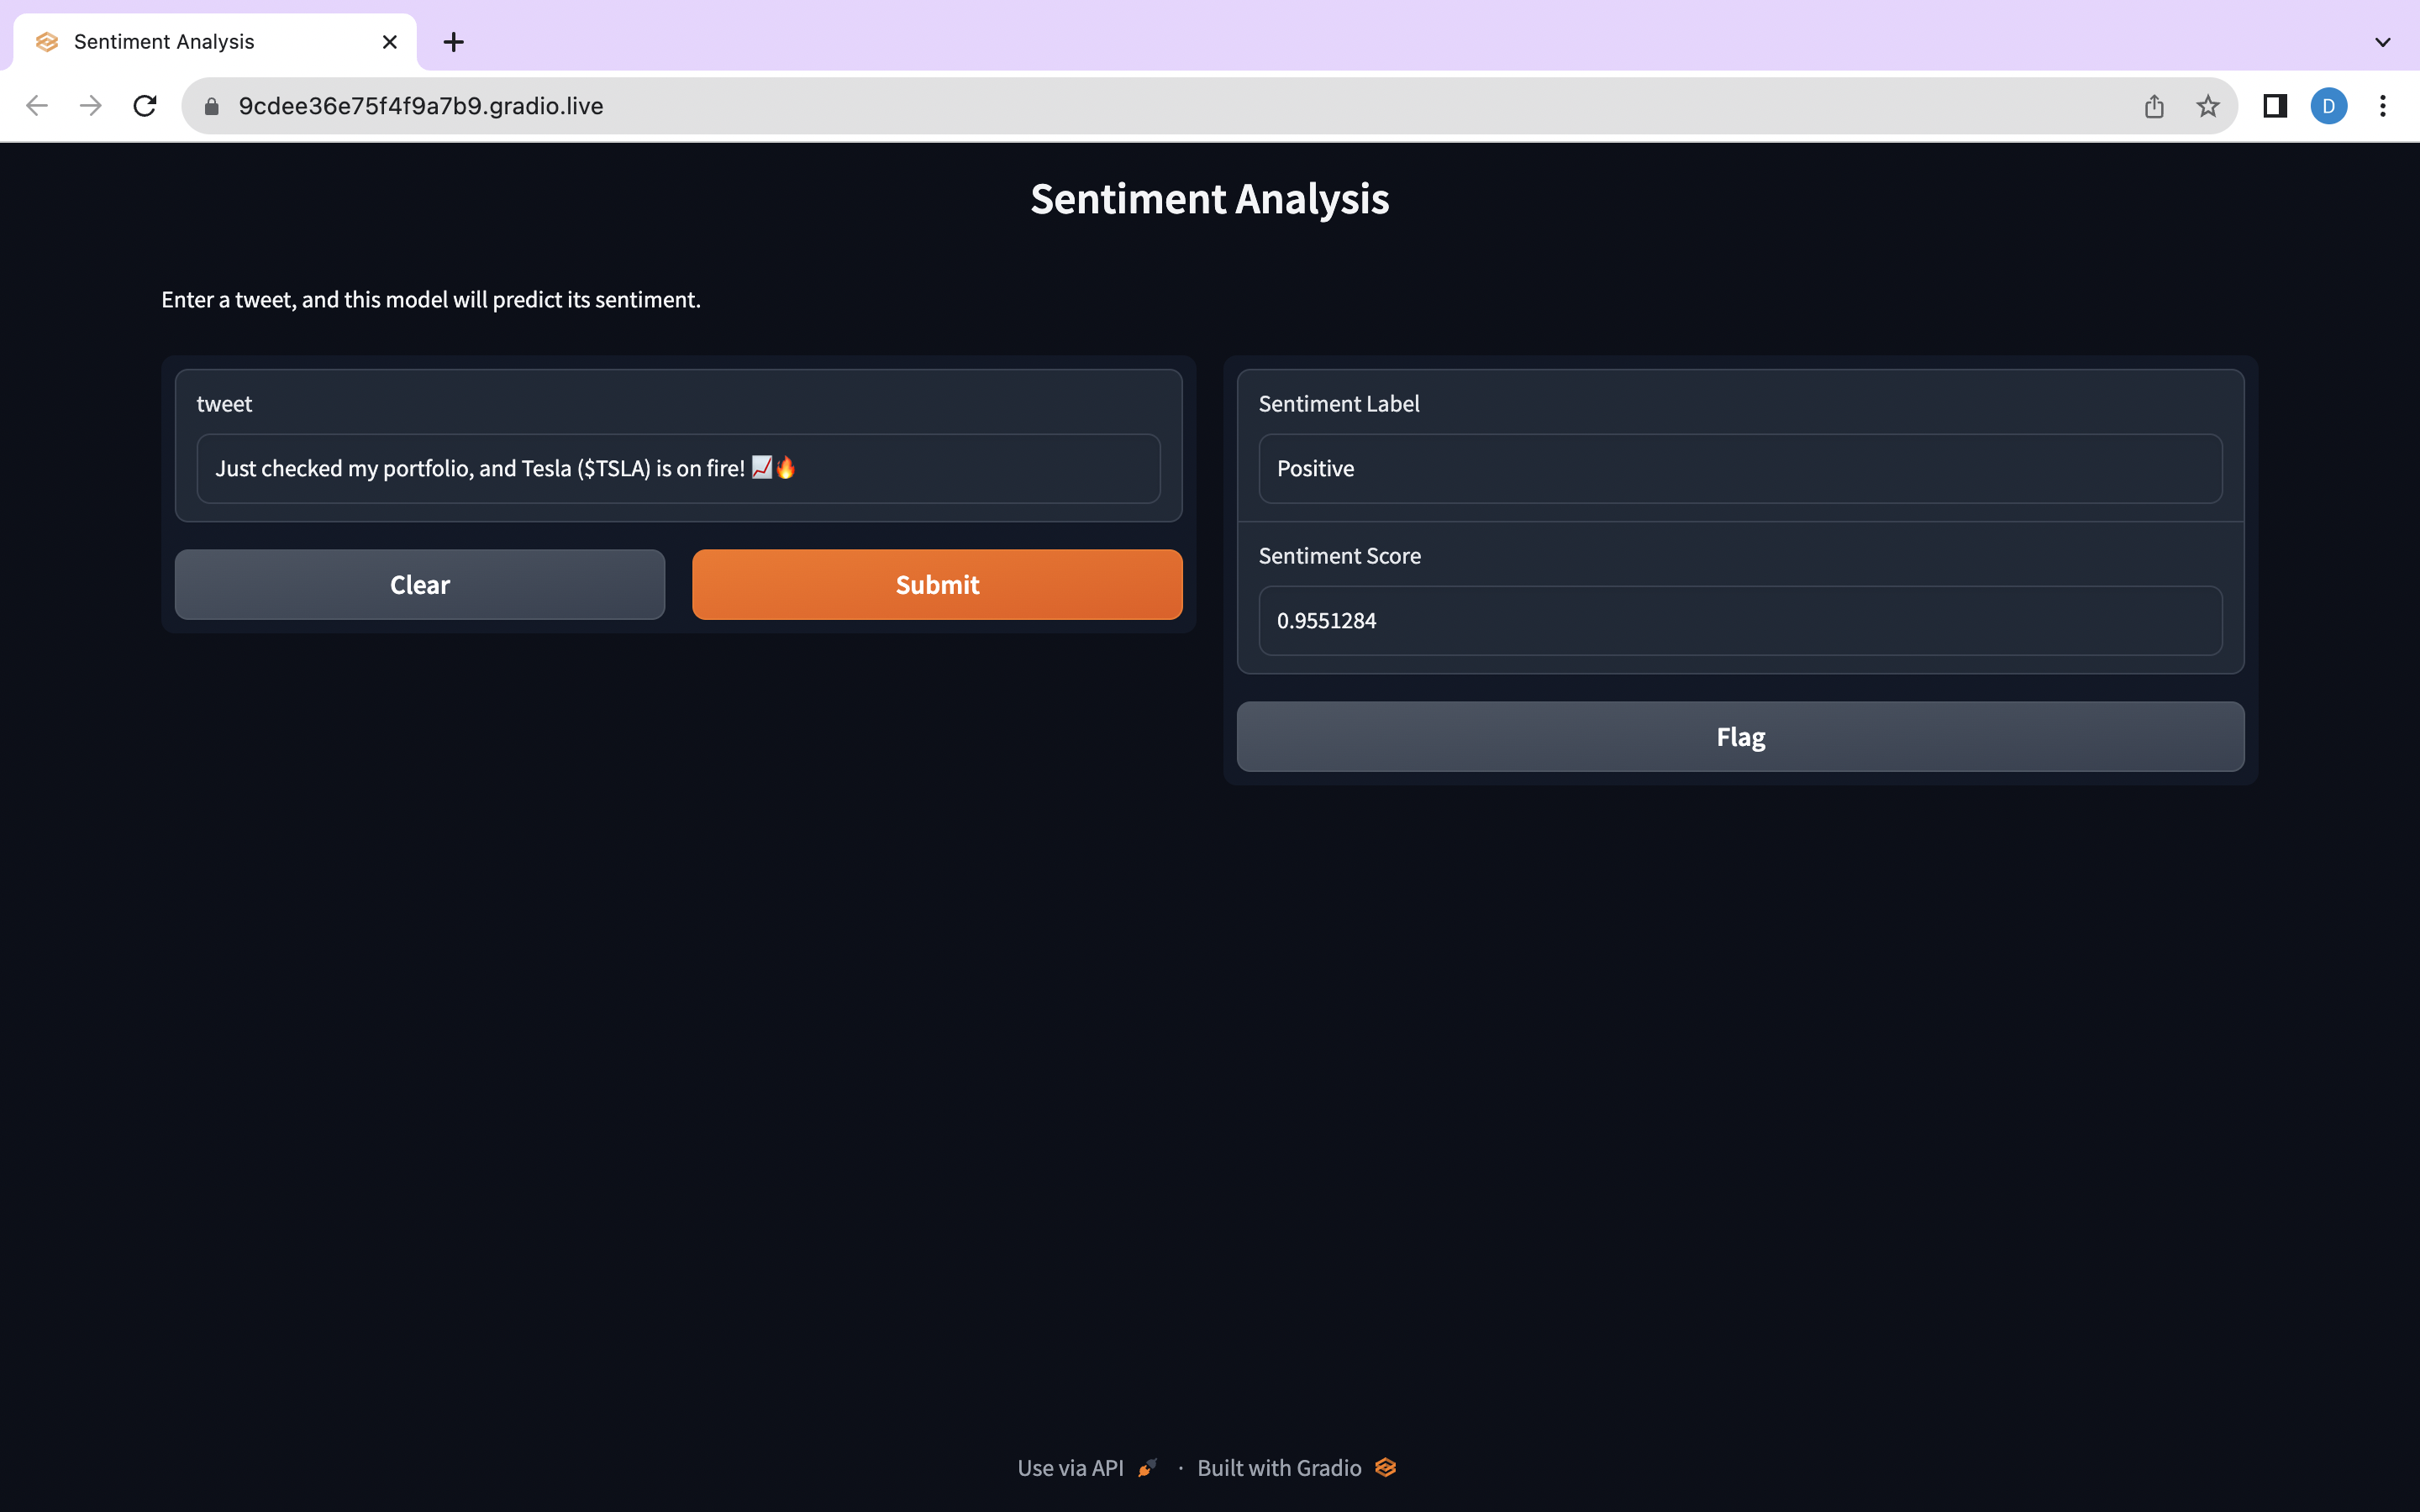 Sentiment Analysis
9cdee36e75f4f9a7b9.gradio.live
D
Sentiment Analysis
Enter a tweet, and this model will predict its sentiment.
tweet
Just checked my portfolio, and Tesla ($TSLA) is on fire! 📈🔥
Clear
Submit
Sentiment Label
Positive
Sentiment Score
0.9551284
Flag
Use via API · Built with Gradio